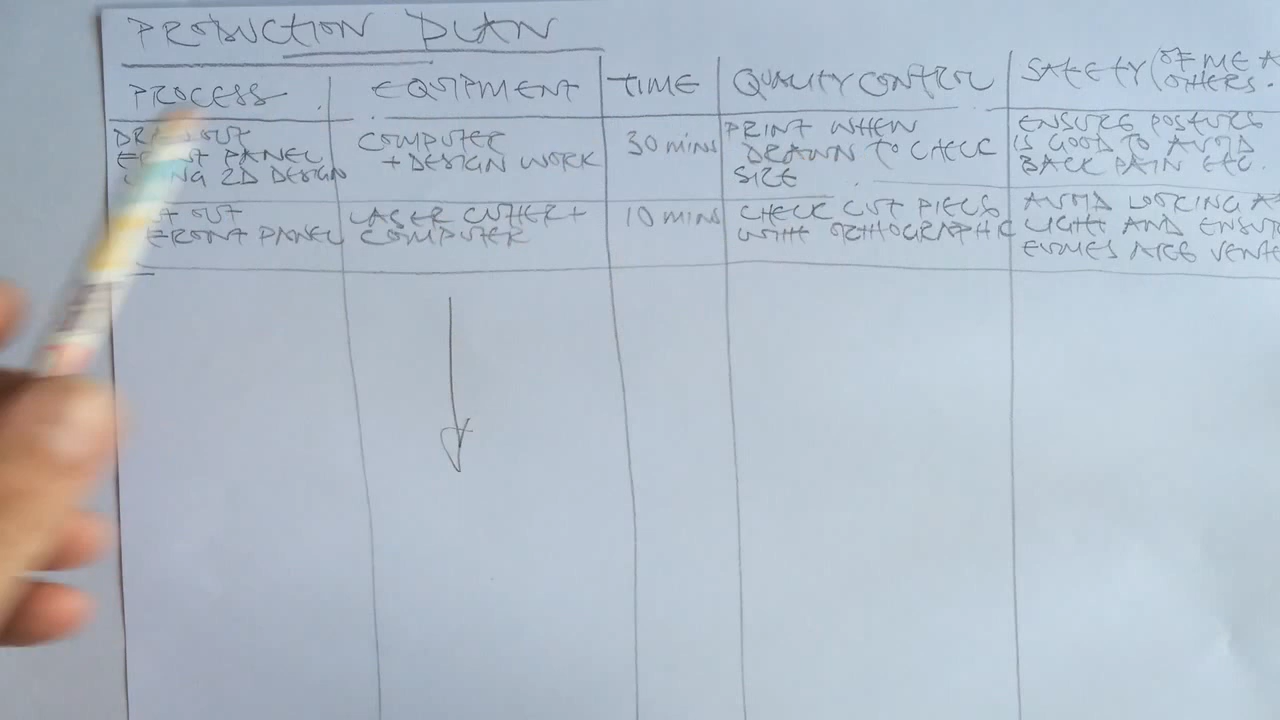 PRODUCTION PLAN
PROCESS
EQUIPMENT
TIME
QUALITY CONTROL
SAFETY (OF ME &
OTHERS.
OUT
PANEL
2D DESIGN
COMPUTER
+ DESIGN WORK
30 mins
PRINT WHEN
DRAWN TO CHECK
SIZE
ENSURE POSTURE
IS GOOD TO AVOID
BACK PAIN ETC.
OUT
FRONT PANEL
LASER CUTTER +
COMPUTER
10 mins
CHECK CUT PIECES
WITH ORTHOGRAPHIC
AVOID LOOKING AT
LIGHT AND ENSURE
FUMES ARE